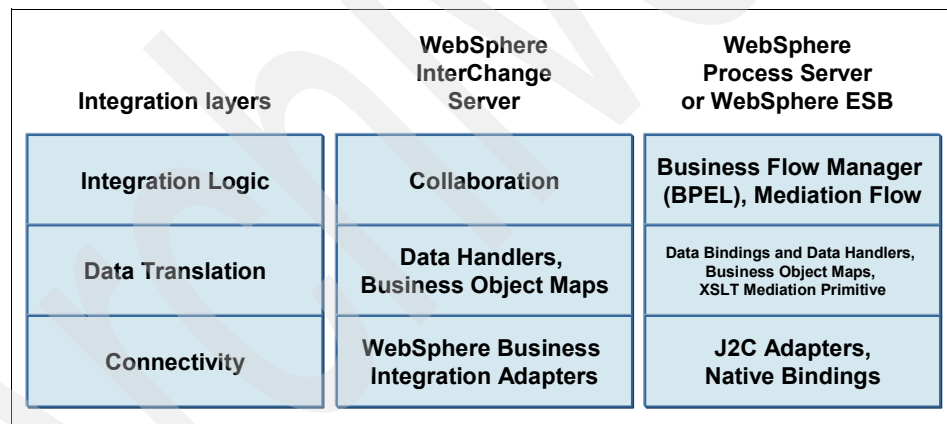 Integration layers
WebSphere
InterChange
Server
WebSphere
Process Server
or WebSphere ESB
Integration Logic
Collaboration
Business Flow Manager
(BPEL), Mediation Flow
Data Translation
Data Handlers,
Business Object Maps
Data Bindings and Data Handlers,
Business Object Maps,
XSLT Mediation Primitive
Connectivity
WebSphere Business
Integration Adapters
J2C Adapters,
Native Bindings